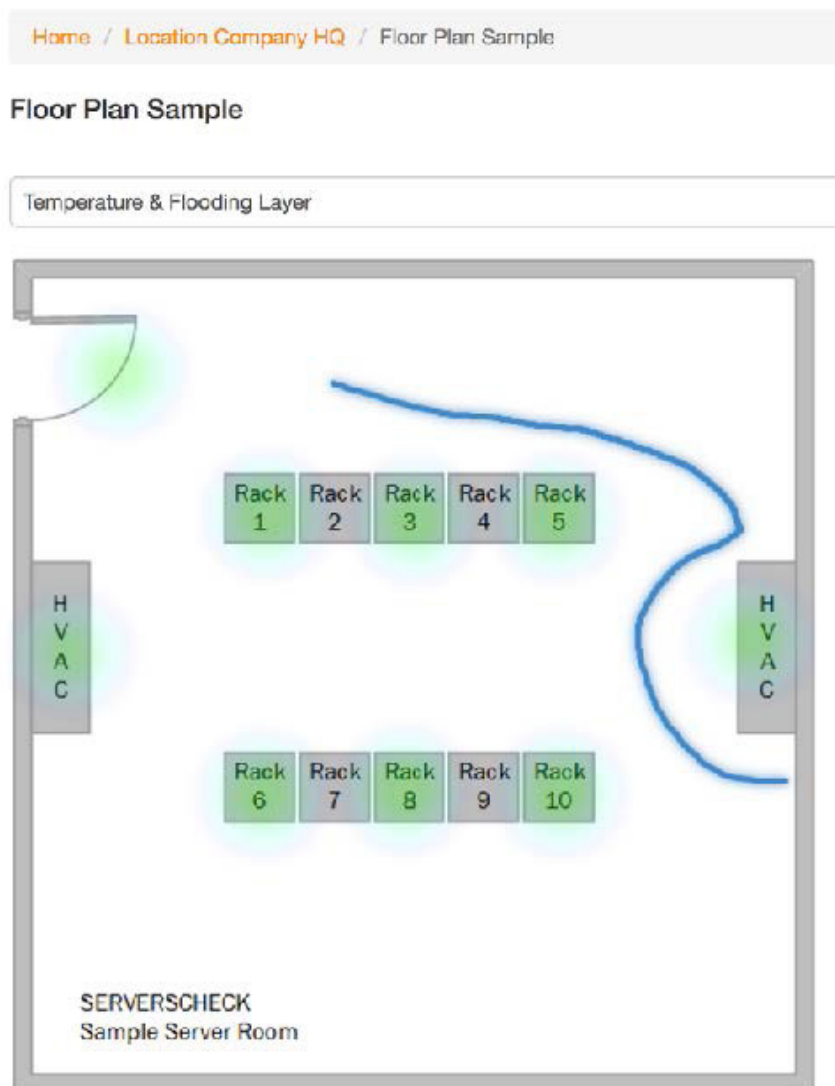 Home / Location Company HQ / Floor Plan Sample
Floor Plan Sample
Temperature & Flooding Layer
Rack 1
Rack 2
Rack 3
Rack 4
Rack 5
H
V
A
C
H
V
A
C
Rack 6
Rack 7
Rack 8
Rack 9
Rack 10
SERVERSCHECK
Sample Server Room